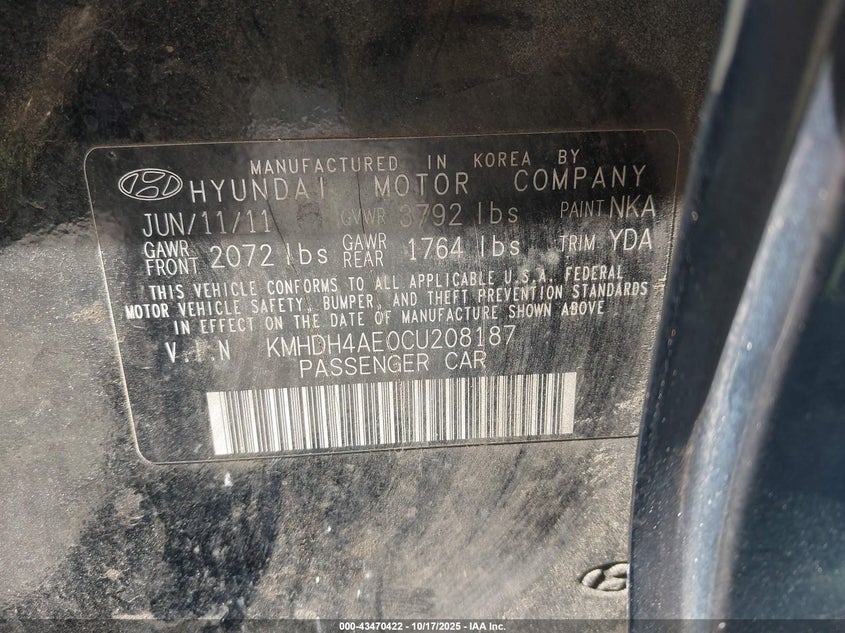 MANUFACTURED IN KOREA BY
HYUNDAI MOTOR COMPANY
JUN/11/11 GVWR 3792 lbs PAINT NKA
GAWR FRONT 2072 lbs GAWR REAR 1764 lbs TRIM YDA
THIS VEHICLE CONFORMS TO ALL APPLICABLE U.S.A. FEDERAL
MOTOR VEHICLE SAFETY, BUMPER, AND THEFT PREVENTION STANDARDS
IN EFFECT ON THE DATE OF MANUFACTURE SHOWN ABOVE
V.I.N KMHDH4AE0CU208187
PASSENGER CAR
000-43470422 | 10/17/2025 - IAA Inc.